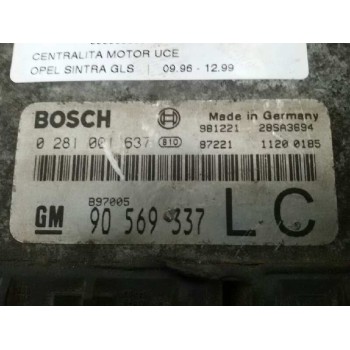 CENTRALITA MOTOR UCE
OPEL SINTRA GLS | 09.96 - 12.99
BOSCH Made in Germany
981221 28SA3694
0 281 001 637 810 87221 1120 0185
B97005
GM 90 569 337 LC